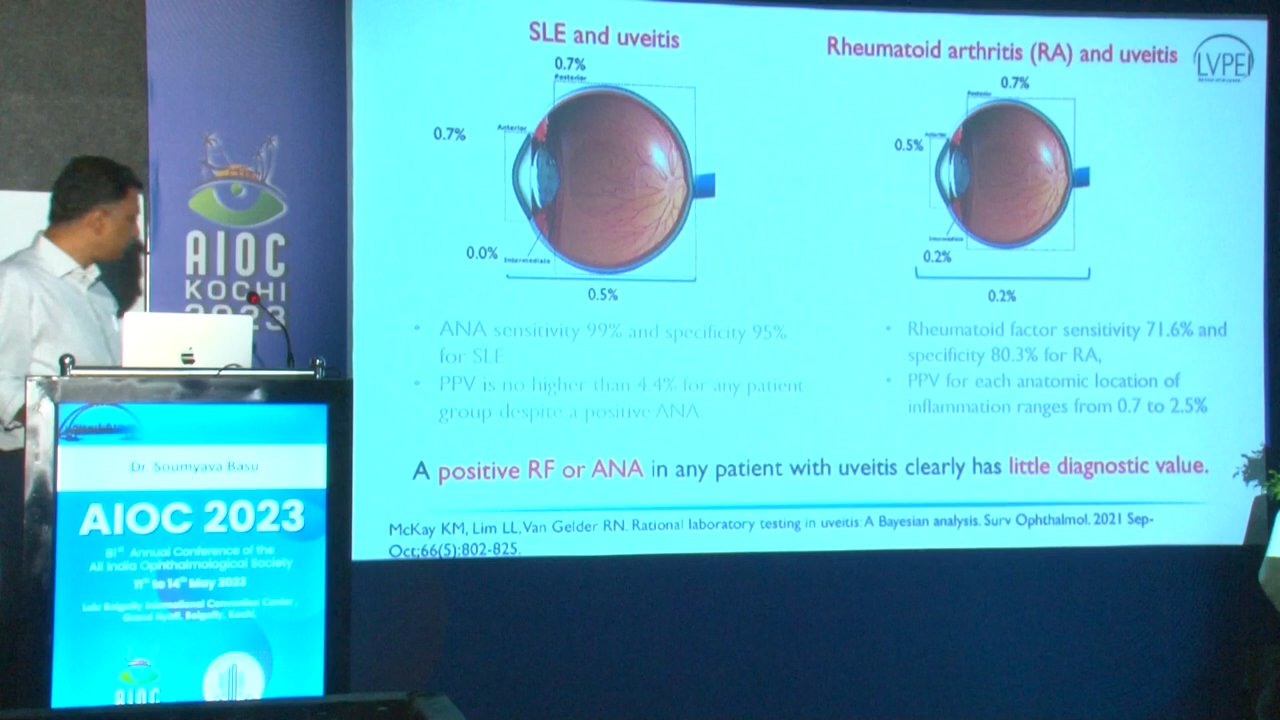 SLE and uveitis
0.7%
Posterior
Anterior
0.7%
0.0%
Intermediate
0.5%
ANA sensitivity 99% and specificity 95%
for SLE
PPV is no higher than 4.4% for any patient
group despite a positive ANA.
Rheumatoid arthritis (RA) and uveitis
LVPEI
0.7%
Posterior
0.5%
Anterior
Intermediate
0.2%
0.2%
Rheumatoid factor sensitivity 71.6% and
specificity 80.3% for RA,
PPV for each anatomic location of
inflammation ranges from 0.7 to 2.5%
A positive RF or ANA in any patient with uveitis clearly has little diagnostic value.
McKay KM, Lim LL, Van Gelder RN. Rational laboratory testing in uveitis: A Bayesian analysis. Surv Ophthalmol. 2021 Sep-
Oct;66(5):802-825.
AIOC
KOCHI
2023
Dr. Soumyava Basu
AIOC 2023
81st Annual Conference of the
All India Ophthalmological Society
11th to 14th May 2023
Lulu Bolgatty International Convention Center,
Grand Hyatt, Bolgatty, Kochi.
AIOC